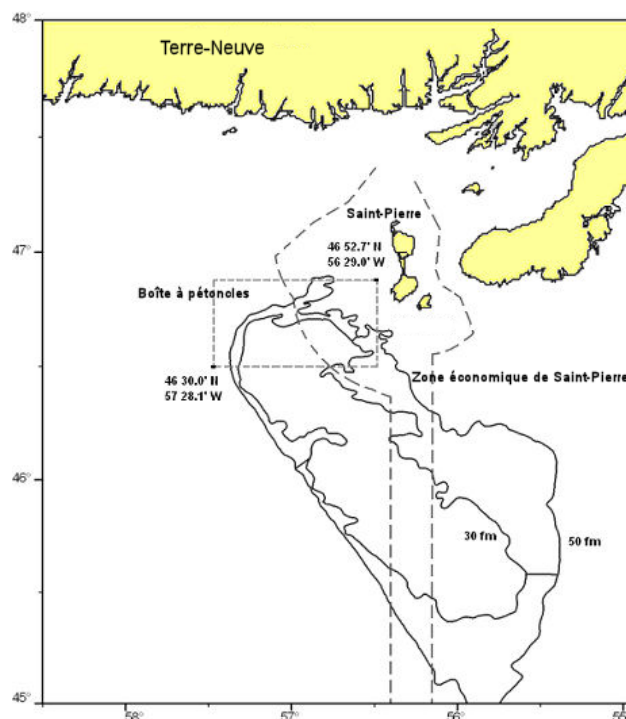 48°
Terre-Neuve
47°
Saint-Pierre
46 52.7' N
56 29.0' W
Boîte à pétoncles
46 30.0' N
57 28.1' W
Zone économique de Saint-Pierre
46°
30 fm
50 fm
45°
58°
57°
56°
55°